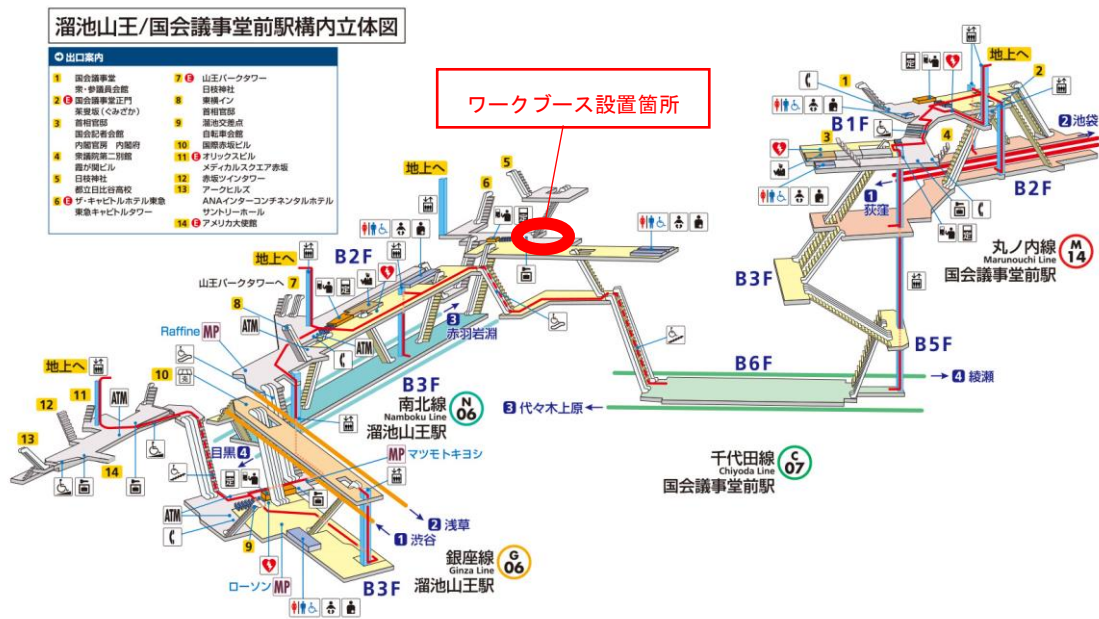 溜池山王/国会議事堂前駅構内立体図
出口案内
1 国会議事堂
衆・参議員会館
2 E 国会議事堂正門
茱萸坂(ぐみざか)
3 首相官邸
国会記者会館
内閣官房 内閣府
4 衆議院第二別館
霞が関ビル
5 日枝神社
都立日比谷高校
6 E ザ・キャピトルホテル東急
東急キャピトルタワー
7 E 山王パークタワー
日枝神社
8 東横イン
首相官邸
9 溜池交差点
自転車会館
10 国際赤坂ビル
11 E オリックスビル
メディカルスクエア赤坂
12 赤坂ツインタワー
13 アークヒルズ
ANAインターコンチネンタルホテル
サントリーホール
14 E アメリカ大使館
ワークブース設置箇所
地上へ
1
2
B1F
3
4
2 池袋
B2F
1
荻窪
丸ノ内線
Marunouchi Line
M
14
国会議事堂前駅
B3F
B5F
B6F
4 綾瀬
3 代々木上原
千代田線
Chiyoda Line
C
07
国会議事堂前駅
5
6
地上へ
B2F
地上へ
山王パークタワーへ 7
8
ATM
Raffine MP
ATM
3
赤羽岩淵
B3F
南北線
Namboku Line
N
06
溜池山王駅
目黒 4
地上へ
10
11
ATM
12
13
14
MP マツモトキヨシ
2 浅草
1 渋谷
ATM
9
銀座線
Ginza Line
G
06
溜池山王駅
ローソン MP
B3F